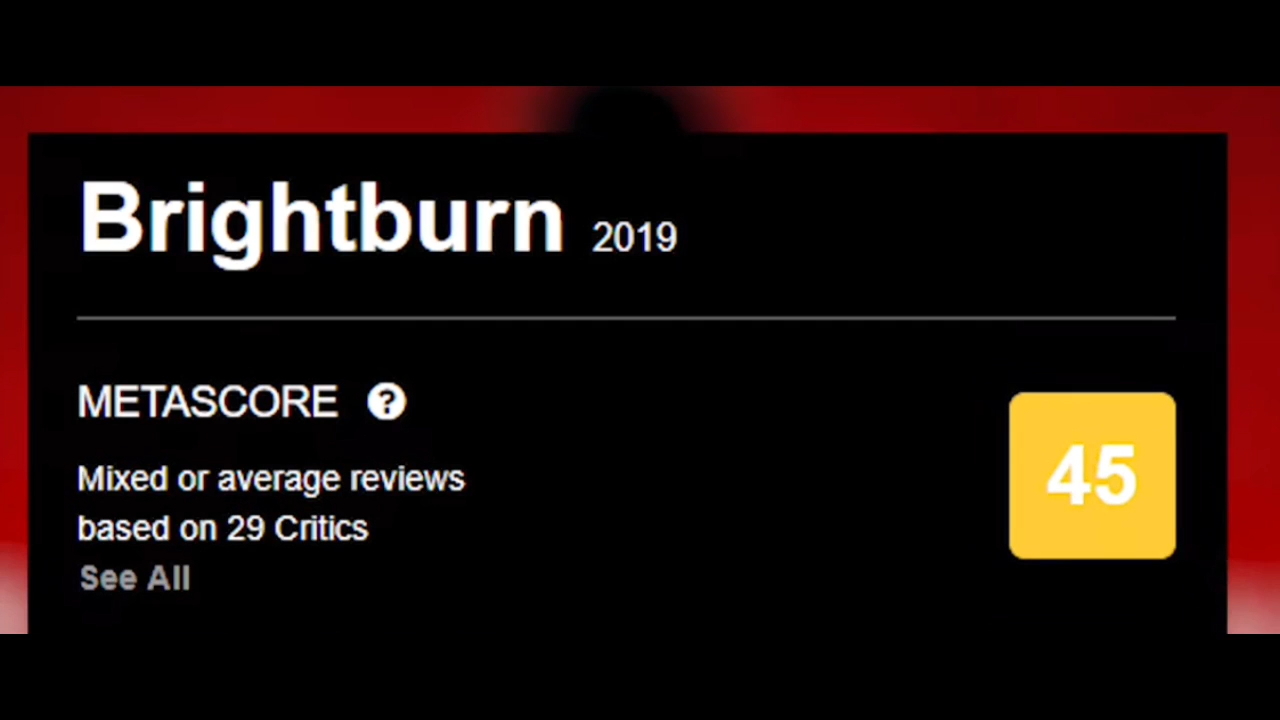 Brightburn 2019
METASCORE ?
45
Mixed or average reviews
based on 29 Critics
See All